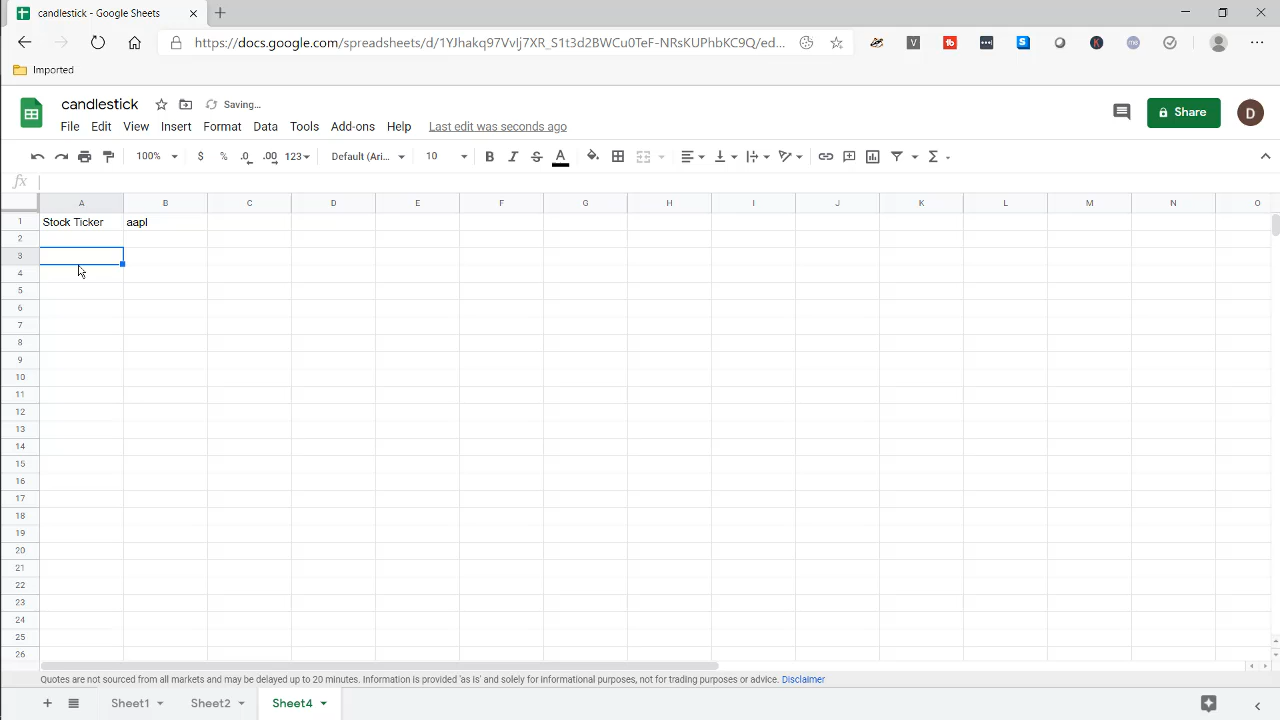 candlestick - Google Sheets
https://docs.google.com/spreadsheets/d/1YJhakq97VvIj7XR_S1t3d2BWCu0TeF-NRsKUPhbKC9Q/ed...
Imported
candlestick Saving...
File Edit View Insert Format Data Tools Add-ons Help Last edit was seconds ago
Share D
100% $ % .0 .00 123 Default (Ari... 10 B I S A Σ
fx
A B C D E F G H I J K L M N O
1 Stock Ticker aapl
2
3
4
5
6
7
8
9
10
11
12
13
14
15
16
17
18
19
20
21
22
23
24
25
26
Quotes are not sourced from all markets and may be delayed up to 20 minutes. Information is provided 'as is' and solely for informational purposes, not for trading purposes or advice. Disclaimer
Sheet1 Sheet2 Sheet4